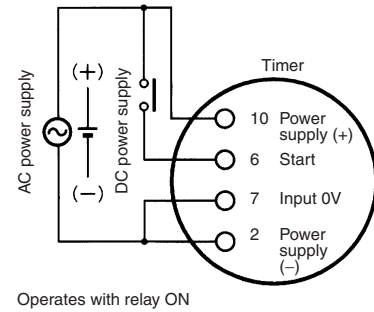 Timer
(+)
AC power supply
DC power supply
(−)
10 Power
supply (+)
6 Start
7 Input 0V
2 Power
supply
(−)
Operates with relay ON